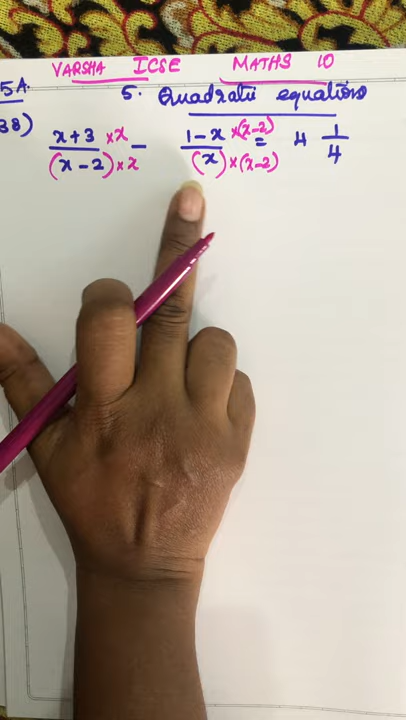 VARSHA ICSE MATHS 10
5A. 5. Quadratic equations
38) x+3 ×x / (x-2)×x - 1-x ×(x-2) / (x)×(x-2) = 4 1/4